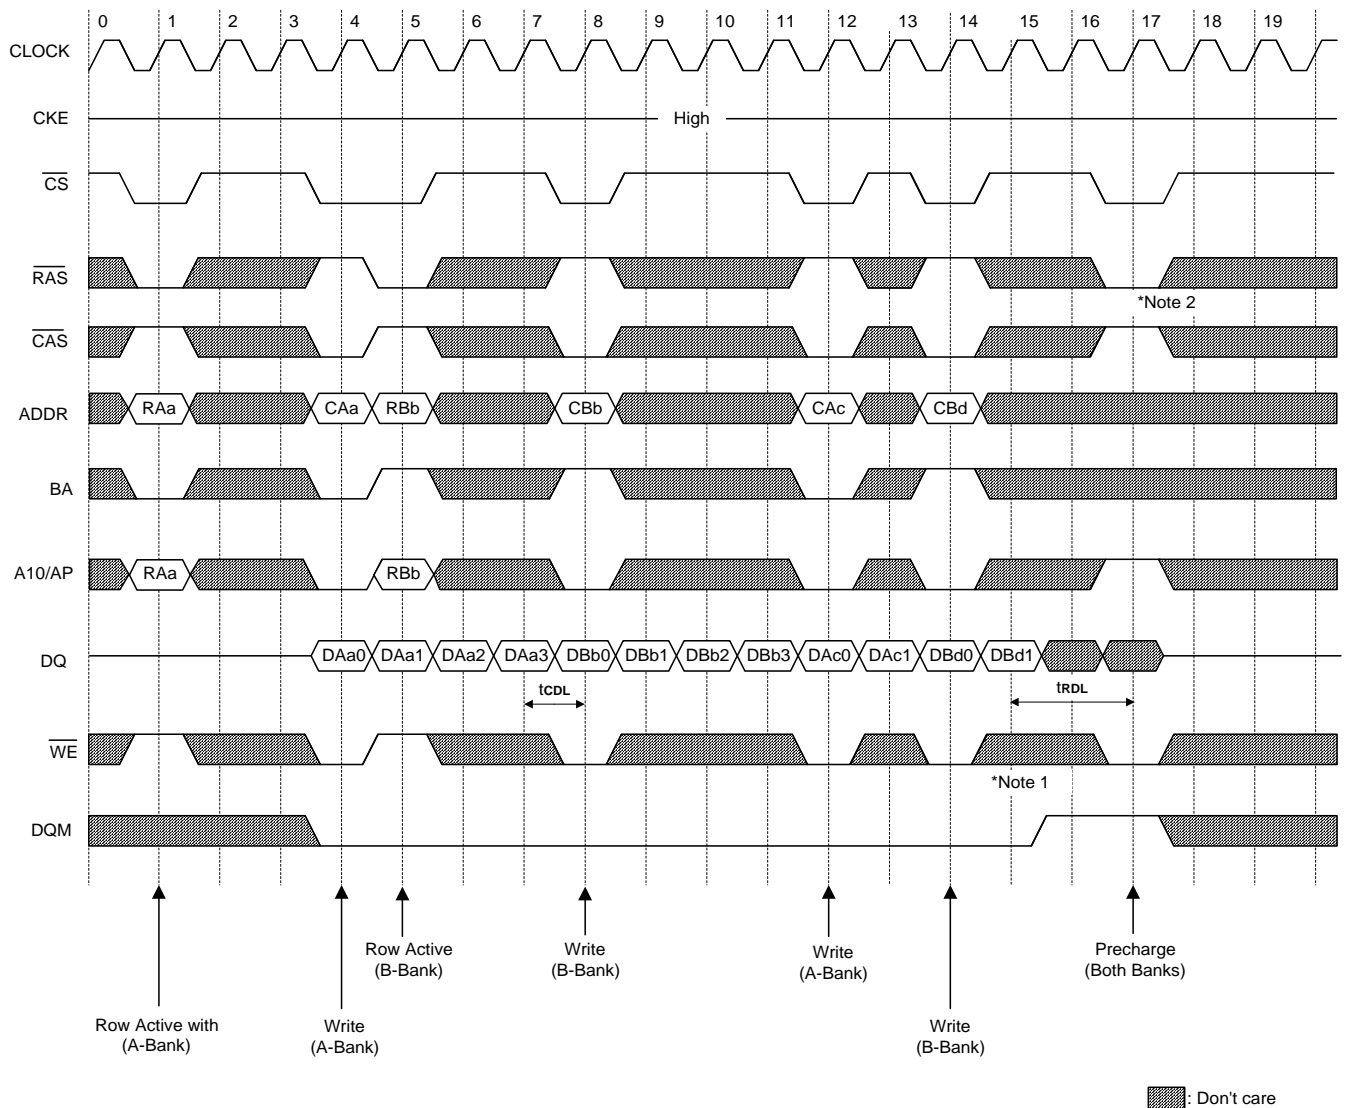 0 1 2 3 4 5 6 7 8 9 10 11 12 13 14 15 16 17 18 19
CLOCK
CKE High
CS
RAS
*Note 2
CAS
ADDR RAa CAa RBb CBb CAc CBd
BA
A10/AP RAa RBb
DQ DAa0 DAa1 DAa2 DAa3 DBb0 DBb1 DBb2 DBb3 DAc0 DAc1 DBd0 DBd1
tCDL tRDL
WE
*Note 1
DQM
Row Active
(B-Bank)
Write
(B-Bank)
Write
(A-Bank)
Precharge
(Both Banks)
Row Active with
(A-Bank)
Write
(A-Bank)
Write
(B-Bank)
: Don't care